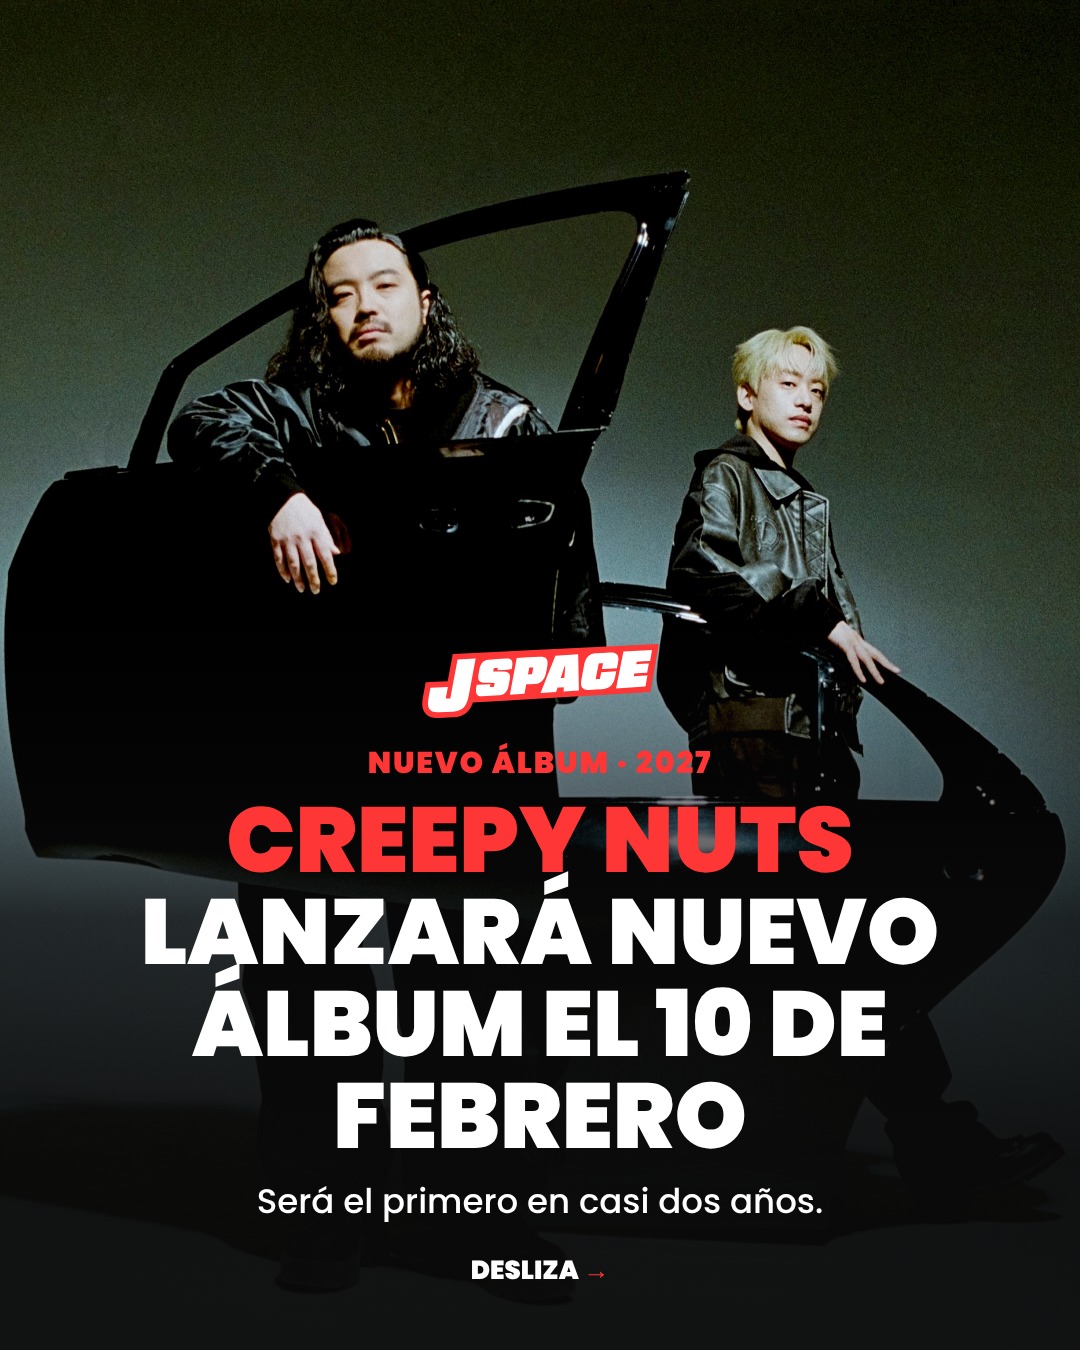 JSPACE
NUEVO ÁLBUM · 2027
CREEPY NUTS
LANZARÁ NUEVO
ÁLBUM EL 10 DE
FEBRERO
Será el primero en casi dos años.
DESLIZA →